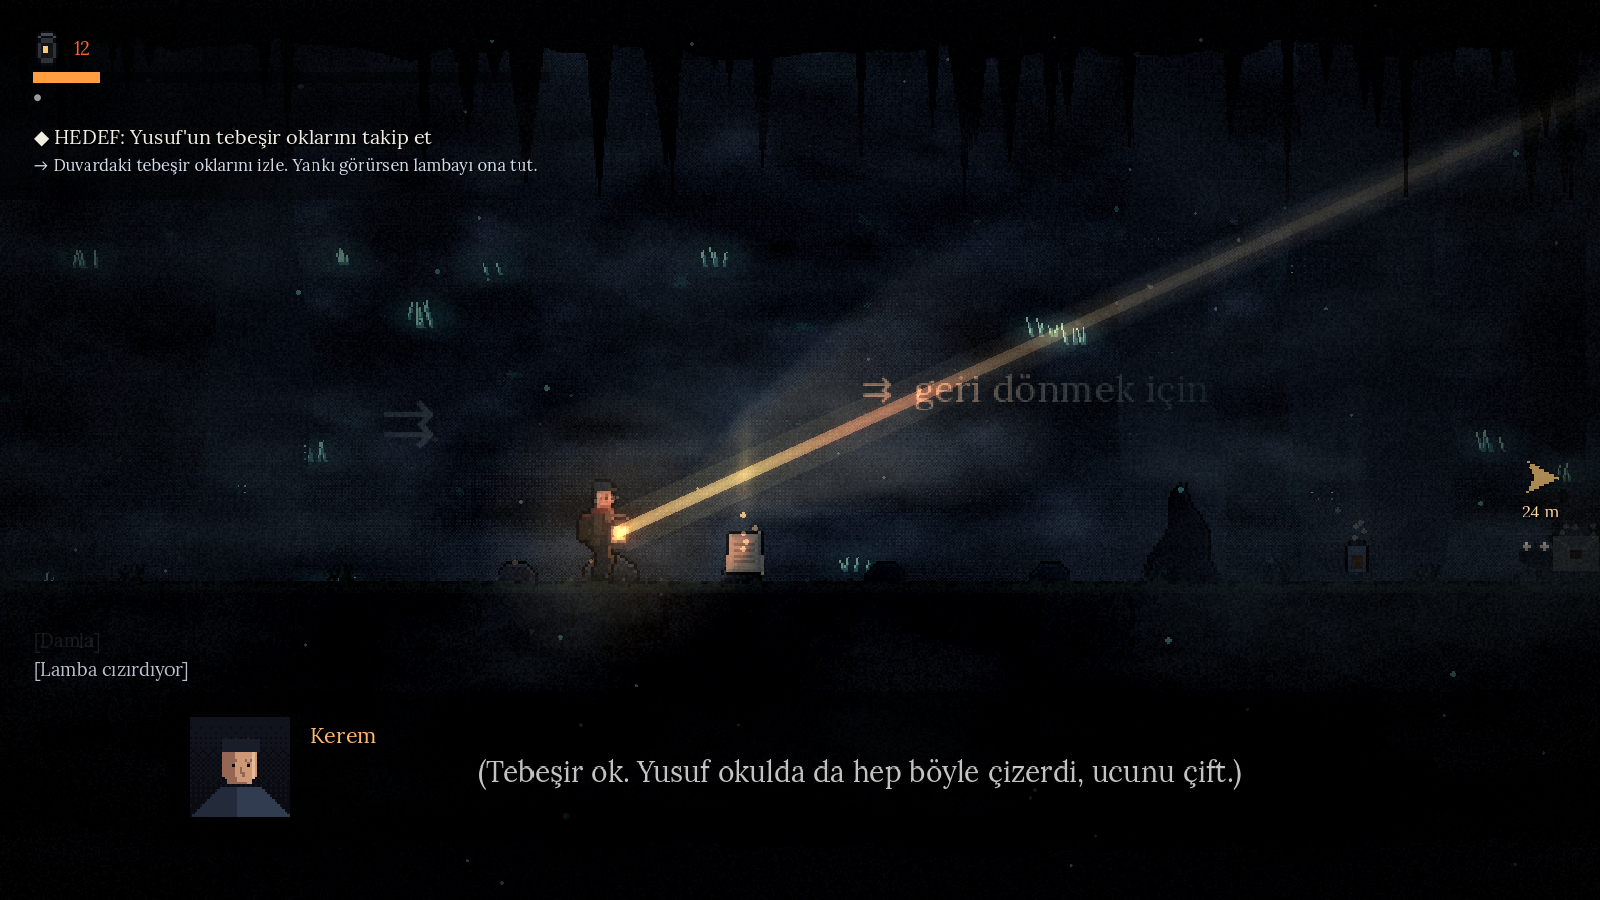 12
◆ HEDEF: Yusuf'un tebeşir oklarını takip et
→ Duvardaki tebeşir oklarını izle. Yankı görürsen lambayı ona tut.
⇉ geri dönmek için
24 m
[Damla]
[Lamba cızırdıyor]
Kerem
(Tebeşir ok. Yusuf okulda da hep böyle çizerdi, ucunu çift.)